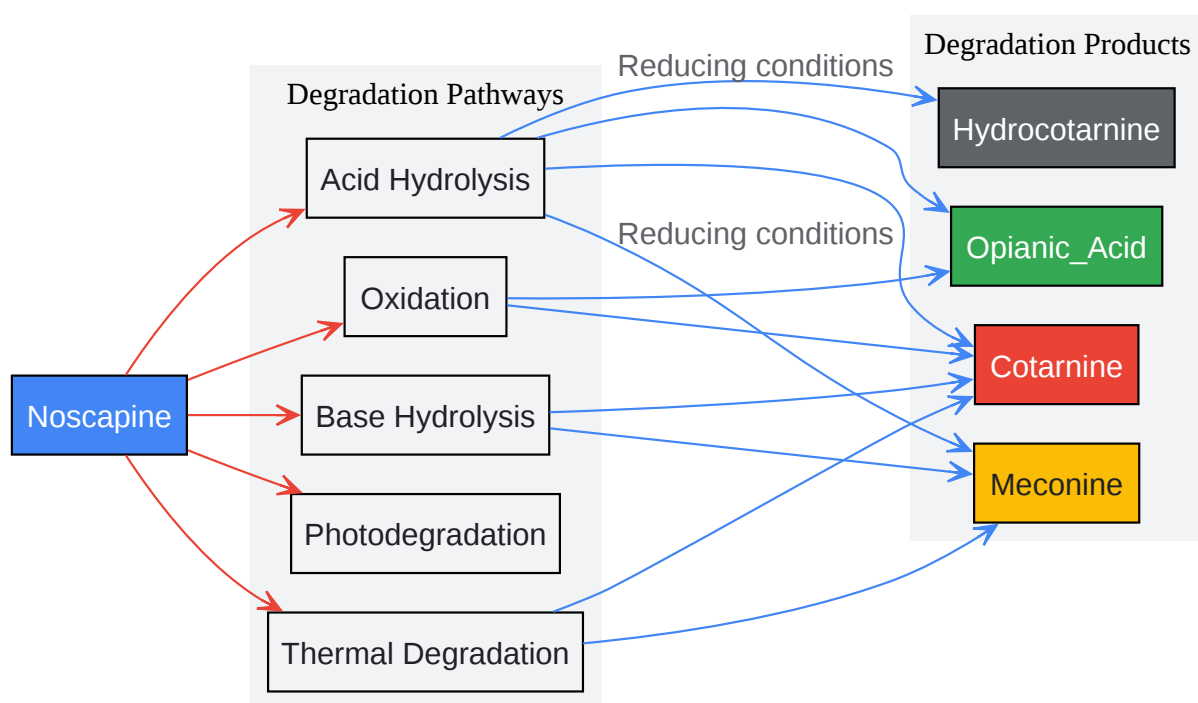 Degradation Products
Reducing conditions
Degradation Pathways
Hydrocotarnine
Acid Hydrolysis
Reducing conditions
Opianic_Acid
Oxidation
Cotarnine
Noscapine
Base Hydrolysis
Meconine
Photodegradation
Thermal Degradation